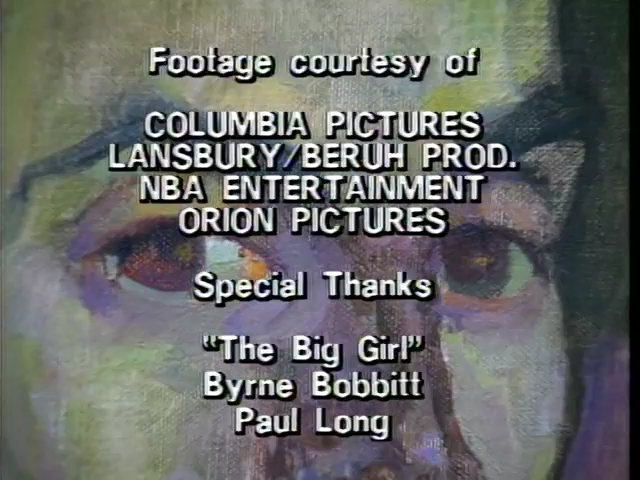 Footage courtesy of
COLUMBIA PICTURES
LANSBURY/BERUH PROD.
NBA ENTERTAINMENT
ORION PICTURES
Special Thanks
"The Big Girl"
Byrne Bobbitt
Paul Long